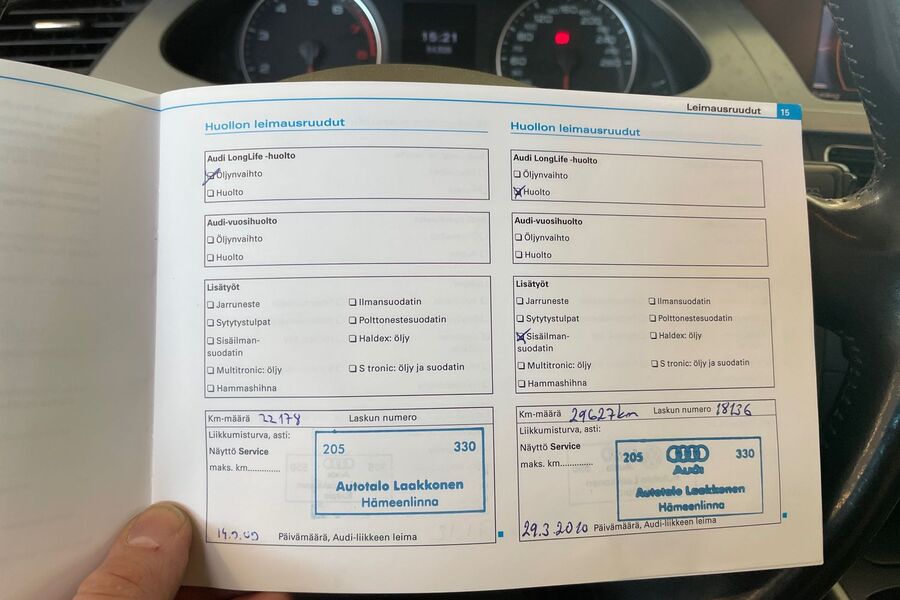 15:21
Leimausruudut 15
Huollon leimausruudut
Audi LongLife -huolto
Öljynvaihto
Huolto
Audi-vuosihuolto
Öljynvaihto
Huolto
Lisätyöt
Jarruneste
Ilmansuodatin
Sytytystulpat
Polttonestesuodatin
Sisäilman-
suodatin
Haldex: öljy
Multitronic: öljy
S tronic: öljy ja suodatin
Hammashihna
Km-määrä 22178 Laskun numero
Liikkumisturva, asti:
Näyttö Service
maks. km.............
205 330
Autotalo Laakkonen
Hämeenlinna
14.9.09 Päivämäärä, Audi-liikkeen leima
Huollon leimausruudut
Audi LongLife -huolto
Öljynvaihto
Huolto
Audi-vuosihuolto
Öljynvaihto
Huolto
Lisätyöt
Jarruneste
Ilmansuodatin
Sytytystulpat
Polttonestesuodatin
Sisäilman-
suodatin
Haldex: öljy
Multitronic: öljy
S tronic: öljy ja suodatin
Hammashihna
Km-määrä 29627km Laskun numero 18136
Liikkumisturva, asti:
Näyttö Service
maks. km.............
205 330
Audi
Autotalo Laakkonen
Hämeenlinna
29.3.2010 Päivämäärä, Audi-liikkeen leima